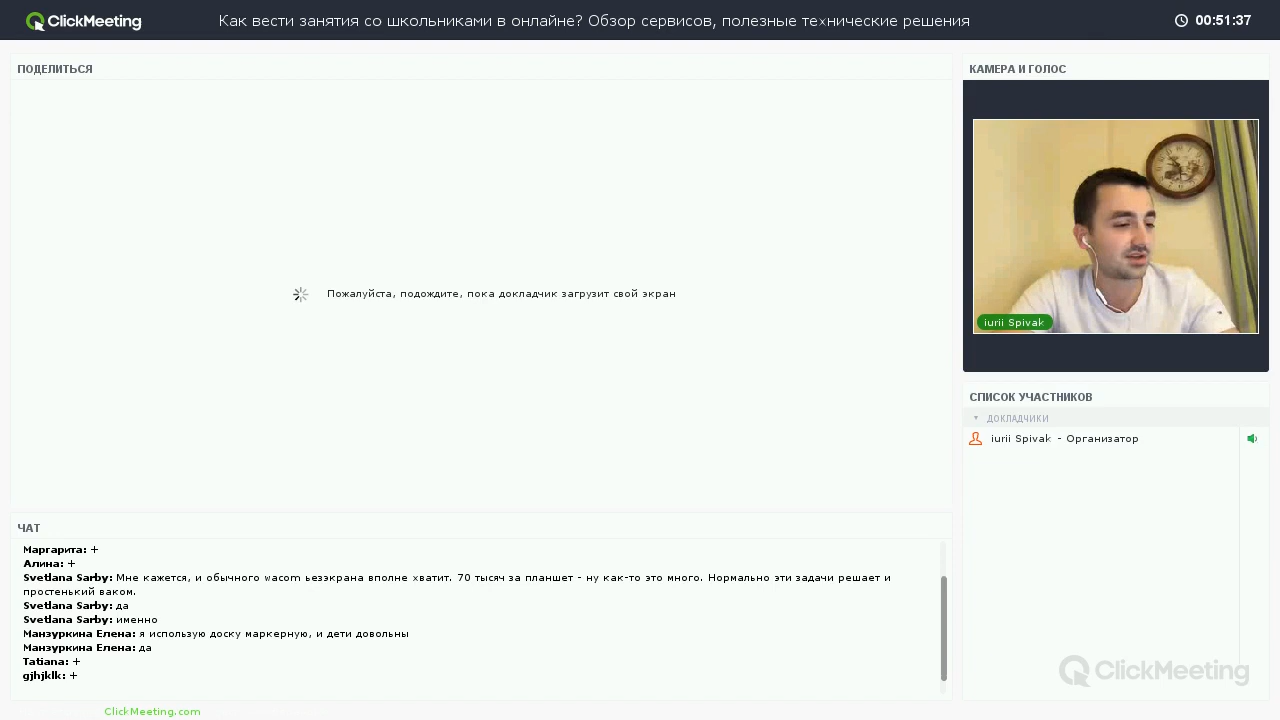 ClickMeeting
Как вести занятия со школьниками в онлайне? Обзор сервисов, полезные технические решения
00:51:37
ПОДЕЛИТЬСЯ
Пожалуйста, подождите, пока докладчик загрузит свой экран
КАМЕРА И ГОЛОС
iurii Spivak
СПИСОК УЧАСТНИКОВ
ДОКЛАДЧИКИ
iurii Spivak - Организатор
ЧАТ
Маргарита: +
Алина: +
Svetlana Sarby: Мне кажется, и обычного wacom ьезэкрана вполне хватит. 70 тысяч за планшет - ну как-то это много. Нормально эти задачи решает и
простенький ваком.
Svetlana Sarby: да
Svetlana Sarby: именно
Манзуркина Елена: я использую доску маркерную, и дети довольны
Манзуркина Елена: да
Tatiana: +
gjhjklk: +
ClickMeeting
ClickMeeting.com